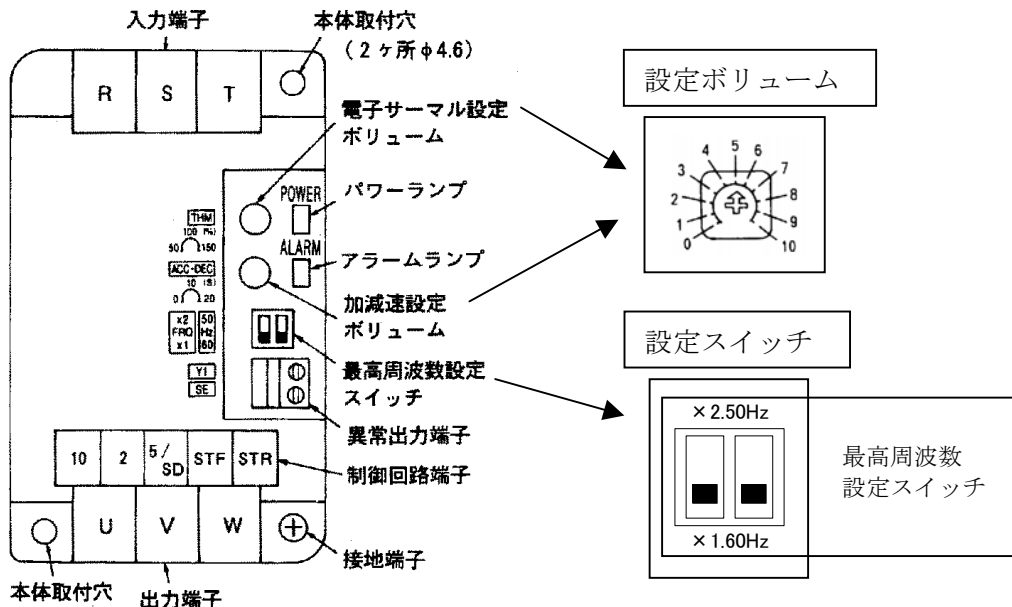 入力端子
本体取付穴
(2ヶ所φ4.6)
R S T
電子サーマル設定
ボリューム
POWER
パワーランプ
THM
100 (%)
50 150
ALARM
アラームランプ
ACC-DEC
10 (S)
0 20
加減速設定
ボリューム
×2 50
FRQ Hz
×1 60
最高周波数設定
スイッチ
Y1
SE
異常出力端子
10 2 5/SD STF STR
制御回路端子
U V W
接地端子
本体取付穴
出力端子
設定ボリューム
0 1 2 3 4 5 6 7 8 9 10
設定スイッチ
×2.50Hz
×1.60Hz
最高周波数
設定スイッチ